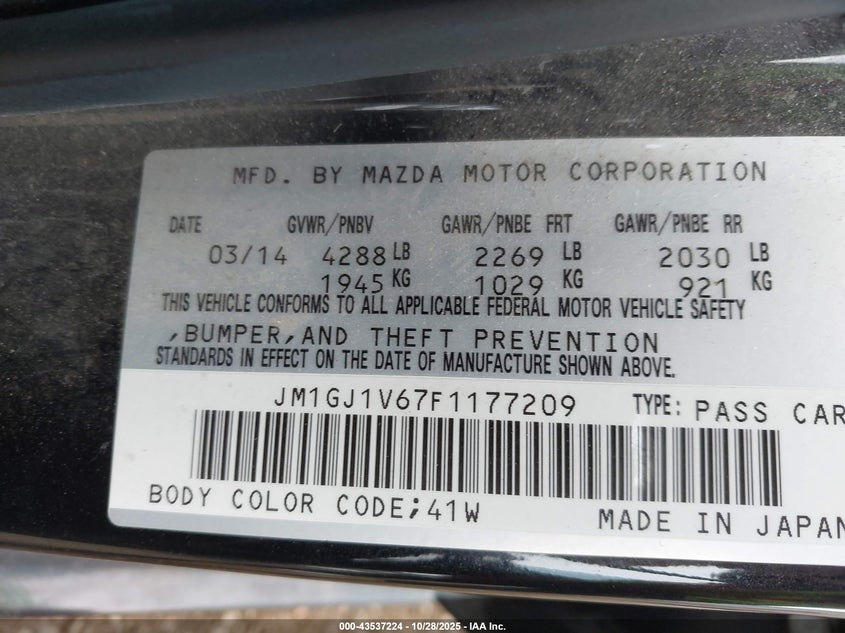 MFD. BY MAZDA MOTOR CORPORATION
DATE GVWR/PNBV GAWR/PNBE FRT GAWR/PNBE RR
03/14 4288 LB 2269 LB 2030 LB
1945 KG 1029 KG 921 KG
THIS VEHICLE CONFORMS TO ALL APPLICABLE FEDERAL MOTOR VEHICLE SAFETY
,BUMPER,AND THEFT PREVENTION
STANDARDS IN EFFECT ON THE DATE OF MANUFACTURE SHOWN ABOVE.
JM1GJ1V67F1177209 TYPE: PASS CAR
BODY COLOR CODE;41W MADE IN JAPAN
000-43537224 | 10/28/2025 - IAA Inc.